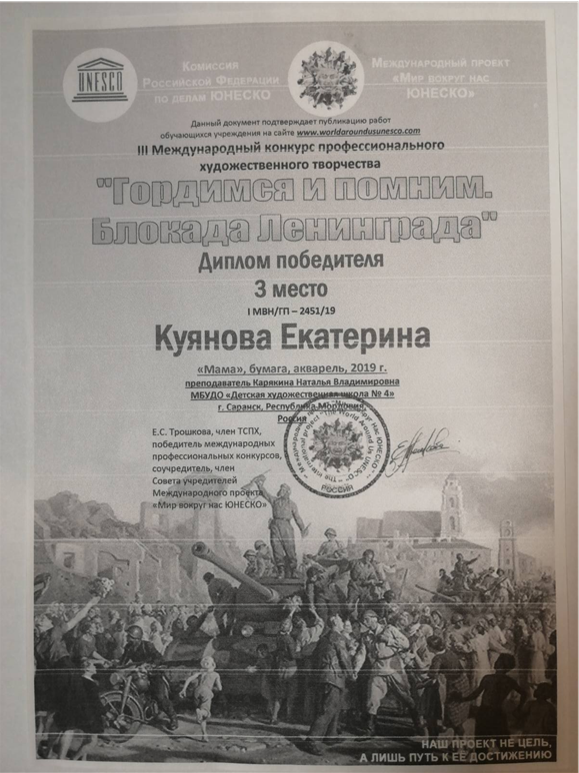 UNESCO
Комиссия
Российской Федерации
по делам ЮНЕСКО
Международный проект
«Мир вокруг нас
ЮНЕСКО»
Данный документ подтверждает публикацию работ
обучающихся учреждения на сайте www.worldaroundusunesco.com
III Международный конкурс профессионального
художественного творчества
"Гордимся и помним.
Блокада Ленинграда"
Диплом победителя
3 место
I МВН/ГП – 2451/19
Куянова Екатерина
«Мама», бумага, акварель, 2019 г.
преподаватель Карякина Наталья Владимировна
МБУДО «Детская художественная школа № 4»
г. Саранск, Республика Мордовия,
Россия
Е.С. Трошкова, член ТСПХ,
победитель международных
профессиональных конкурсов,
соучредитель, член
Совета учредителей
Международного проекта
«Мир вокруг нас ЮНЕСКО»
РОССИЯ
НАШ ПРОЕКТ НЕ ЦЕЛЬ,
А ЛИШЬ ПУТЬ К ЕЁ ДОСТИЖЕНИЮ